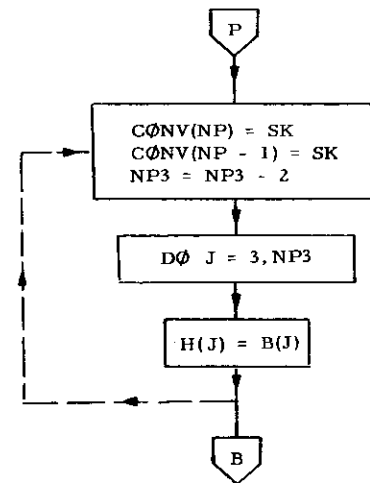 P
CØNV(NP) = SK
CØNV(NP - 1) = SK
NP3 = NP3 - 2
DØ J = 3, NP3
H(J) = B(J)
B